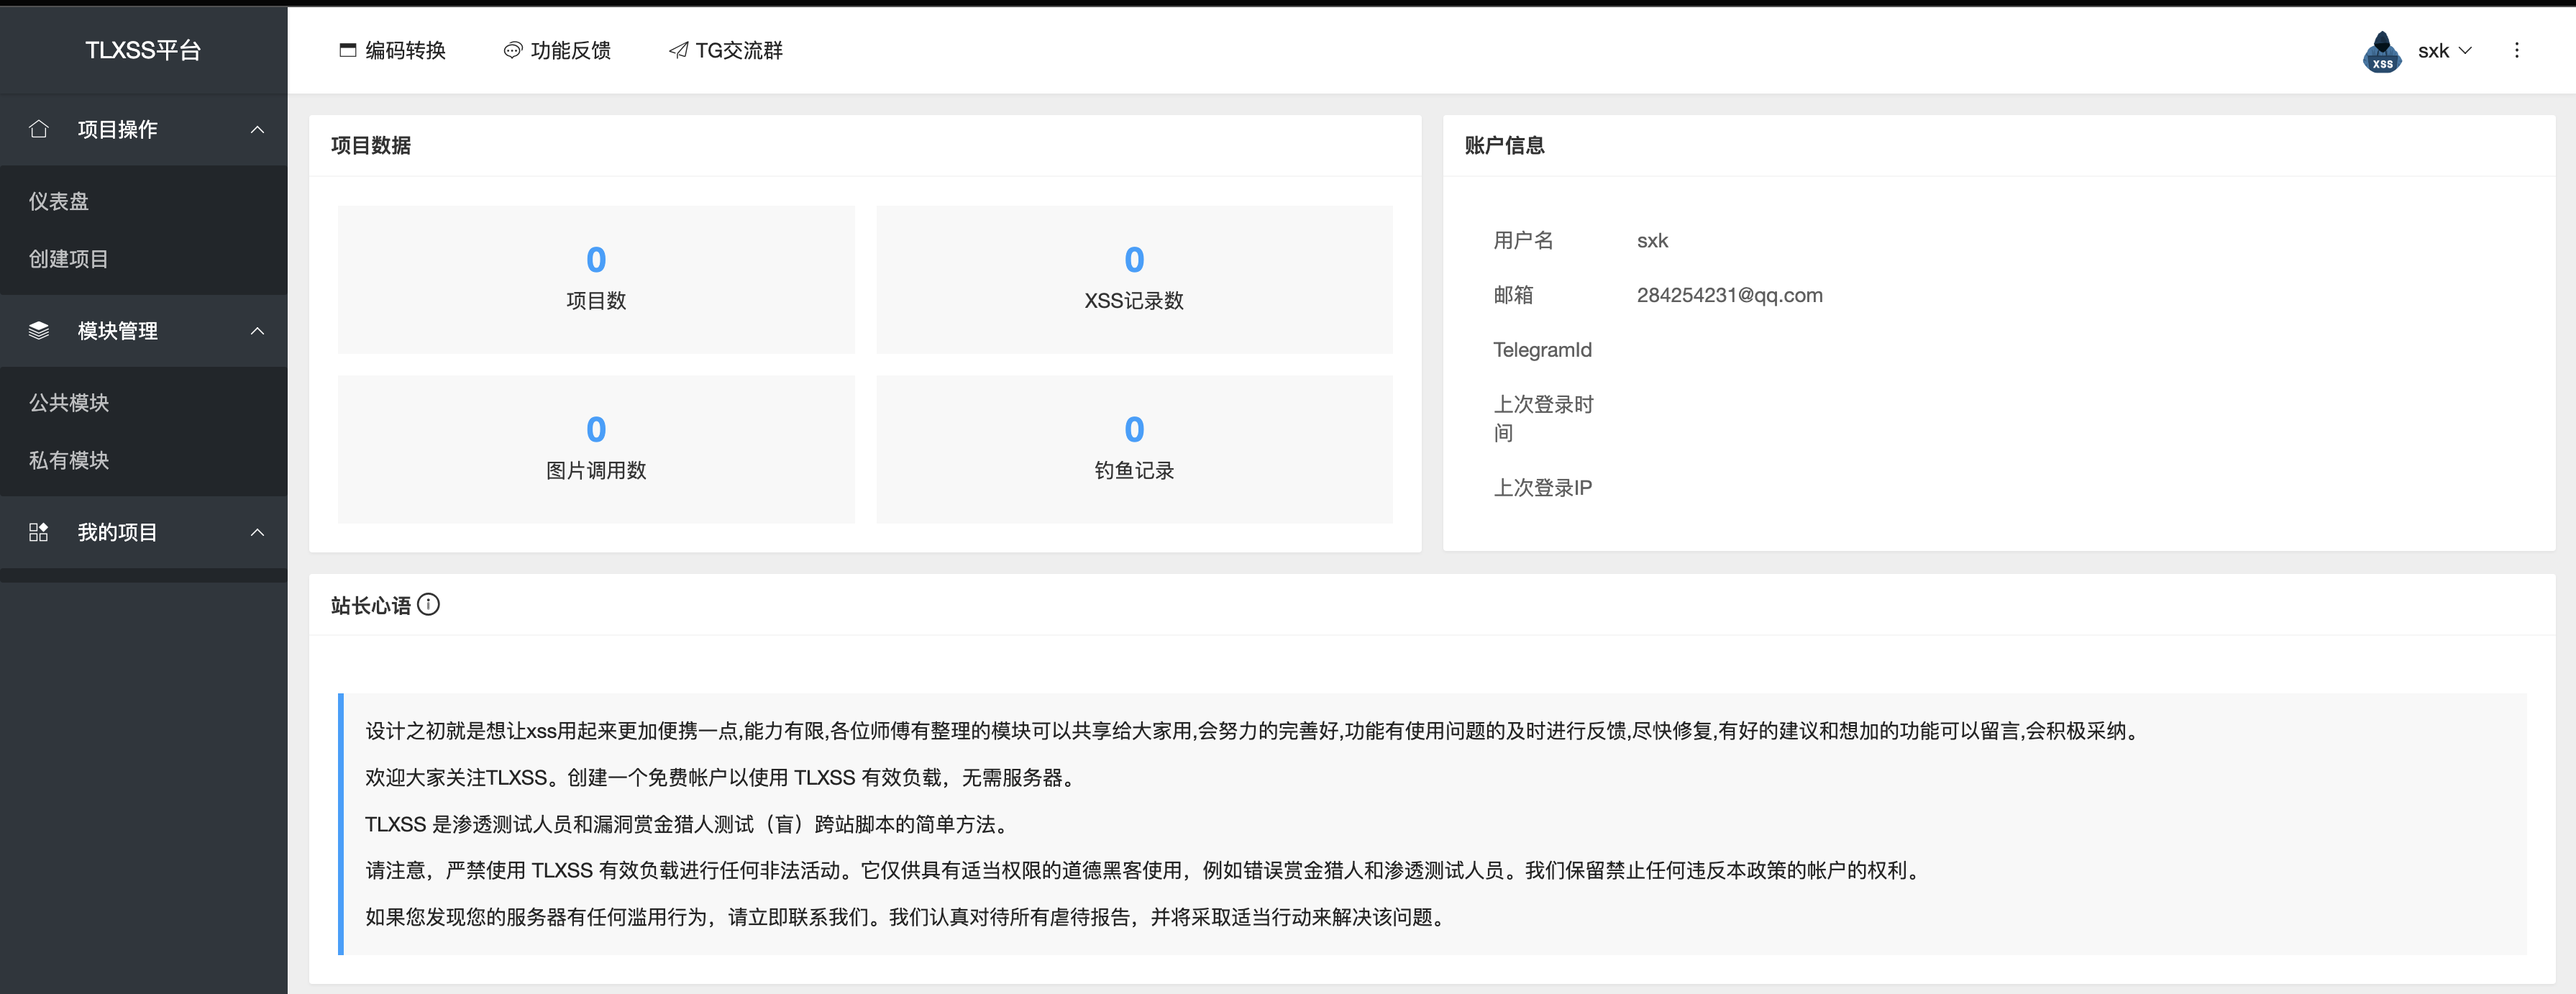 TLXSS平台
编码转换
功能反馈
TG交流群
XSS
sxk
项目操作
仪表盘
创建项目
模块管理
公共模块
私有模块
我的项目
项目数据
0
项目数
0
XSS记录数
0
图片调用数
0
钓鱼记录
账户信息
用户名 sxk
邮箱 284254231@qq.com
TelegramId
上次登录时
间
上次登录IP
站长心语
设计之初就是想让xss用起来更加便携一点,能力有限,各位师傅有整理的模块可以共享给大家用,会努力的完善好,功能有使用问题的及时进行反馈,尽快修复,有好的建议和想加的功能可以留言,会积极采纳。
欢迎大家关注TLXSS。创建一个免费帐户以使用 TLXSS 有效负载，无需服务器。
TLXSS 是渗透测试人员和漏洞赏金猎人测试（盲）跨站脚本的简单方法。
请注意，严禁使用 TLXSS 有效负载进行任何非法活动。它仅供具有适当权限的道德黑客使用，例如错误赏金猎人和渗透测试人员。我们保留禁止任何违反本政策的帐户的权利。
如果您发现您的服务器有任何滥用行为，请立即联系我们。我们认真对待所有虐待报告，并将采取适当行动来解决该问题。